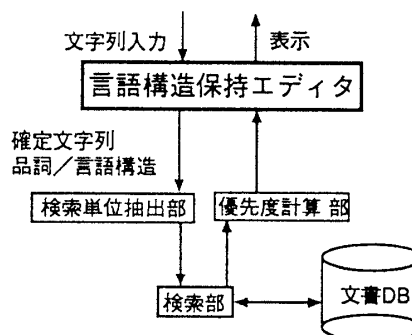 文字列入力
表示
言語構造保持エディタ
確定文字列
品詞／言語構造
検索単位抽出部
優先度計算 部
検索部
文書DB